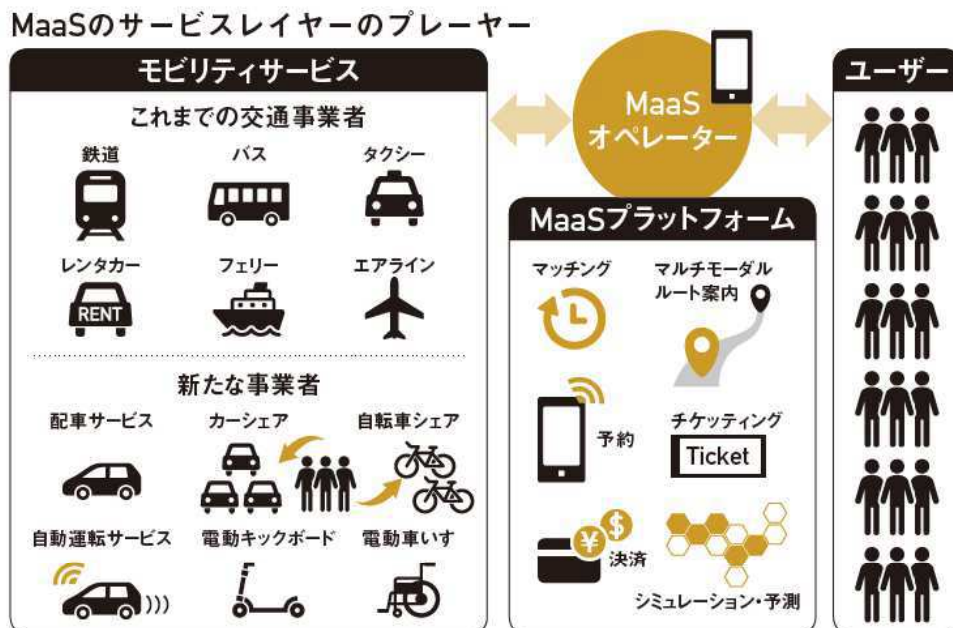 MaaSのサービスレイヤーのプレーヤー
モビリティサービス
これまでの交通事業者
鉄道
バス
タクシー
レンタカー
フェリー
エアライン
RENT
新たな事業者
配車サービス
カーシェア
自転車シェア
自動運転サービス
電動キックボード
電動車いす
MaaS
オペレーター
MaaSプラットフォーム
マッチング
マルチモーダル
ルート案内
予約
チケッティング
Ticket
¥
$
決済
シミュレーション・予測
ユーザー